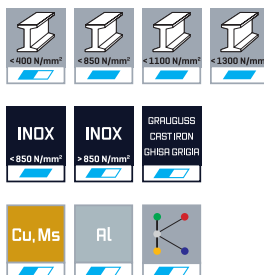 <400 N/mm²
<850 N/mm²
<1100 N/mm²
<1300 N/mm²
INOX
<850 N/mm²
INOX
>850 N/mm²
GRAUGUSS
CAST IRON
GHISA GRIGIA
Cu,Ms
Al